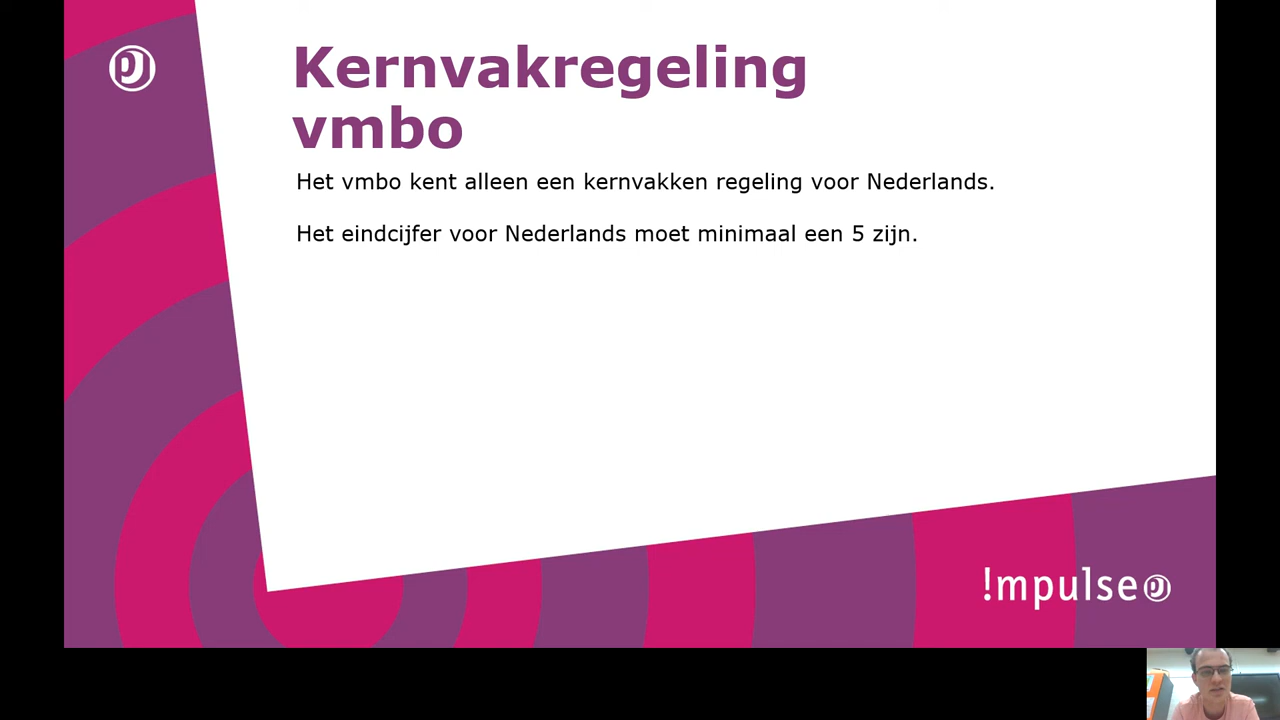 Kernvakregeling
vmbo
Het vmbo kent alleen een kernvakken regeling voor Nederlands.
Het eindcijfer voor Nederlands moet minimaal een 5 zijn.
!mpulse